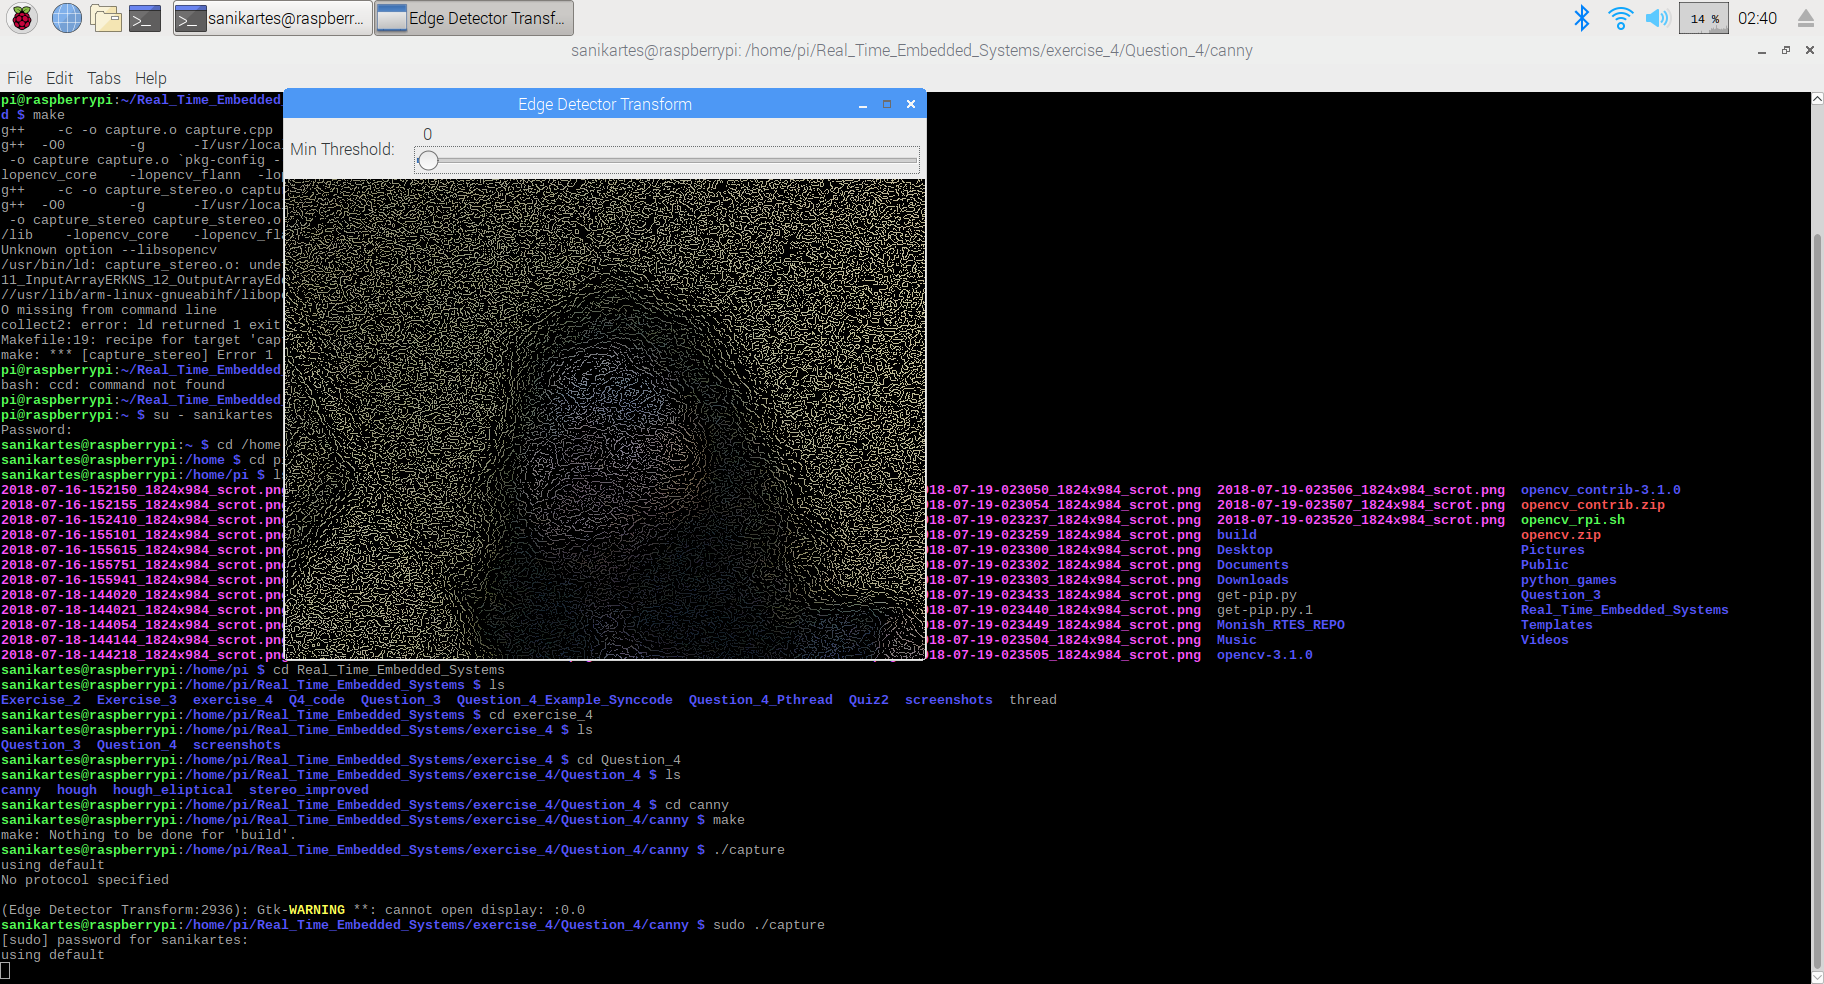 sanikartes@raspberr...
Edge Detector Transf...
14 %
02:40
sanikartes@raspberrypi: /home/pi/Real_Time_Embedded_Systems/exercise_4/Question_4/canny
File Edit Tabs Help
pi@raspberrypi:~/Real_Time_Embedded_
d $ make
g++    -c -o capture.o capture.cpp
g++  -O0        -g      -I/usr/loca
 -o capture capture.o `pkg-config -
lopencv_core    -lopencv_flann  -lo
g++    -c -o capture_stereo.o captu
g++  -O0        -g      -I/usr/loca
 -o capture_stereo capture_stereo.o
/lib    -lopencv_core   -lopencv_fl
Unknown option --libsopencv
/usr/bin/ld: capture_stereo.o: unde
11_InputArrayERKNS_12_OutputArrayEd
//usr/lib/arm-linux-gnueabihf/libop
O missing from command line
collect2: error: ld returned 1 exit
Makefile:19: recipe for target 'cap
make: *** [capture_stereo] Error 1
pi@raspberrypi:~/Real_Time_Embedded
bash: ccd: command not found
pi@raspberrypi:~/Real_Time_Embedded
pi@raspberrypi:~ $ su - sanikartes
Password:
sanikartes@raspberrypi:~ $ cd /home
sanikartes@raspberrypi:/home $ cd p
sanikartes@raspberrypi:/home/pi $ l
Edge Detector Transform
Min Threshold:
0
2018-07-16-152150_1824x984_scrot.pn 18-07-19-023050_1824x984_scrot.png 2018-07-19-023506_1824x984_scrot.png opencv_contrib-3.1.0
2018-07-16-152155_1824x984_scrot.pn 18-07-19-023054_1824x984_scrot.png 2018-07-19-023507_1824x984_scrot.png opencv_contrib.zip
2018-07-16-152410_1824x984_scrot.pn 18-07-19-023237_1824x984_scrot.png 2018-07-19-023520_1824x984_scrot.png opencv_rpi.sh
2018-07-16-155101_1824x984_scrot.pn 18-07-19-023259_1824x984_scrot.png build opencv.zip
2018-07-16-155615_1824x984_scrot.pn 18-07-19-023300_1824x984_scrot.png Desktop Pictures
2018-07-16-155751_1824x984_scrot.pn 18-07-19-023302_1824x984_scrot.png Documents Public
2018-07-16-155941_1824x984_scrot.pn 18-07-19-023303_1824x984_scrot.png Downloads python_games
2018-07-18-144020_1824x984_scrot.pn 18-07-19-023433_1824x984_scrot.png get-pip.py Question_3
2018-07-18-144021_1824x984_scrot.pn 18-07-19-023440_1824x984_scrot.png get-pip.py.1 Real_Time_Embedded_Systems
2018-07-18-144054_1824x984_scrot.pn 18-07-19-023449_1824x984_scrot.png Monish_RTES_REPO Templates
2018-07-18-144144_1824x984_scrot.pn 18-07-19-023504_1824x984_scrot.png Music Videos
2018-07-18-144218_1824x984_scrot.pn 18-07-19-023505_1824x984_scrot.png opencv-3.1.0
sanikartes@raspberrypi:/home/pi $ cd Real_Time_Embedded_Systems
sanikartes@raspberrypi:/home/pi/Real_Time_Embedded_Systems $ ls
Exercise_2  Exercise_3  exercise_4  Q4_code  Question_3  Question_4_Example_Synccode  Question_4_Pthread  Quiz2  screenshots  thread
sanikartes@raspberrypi:/home/pi/Real_Time_Embedded_Systems $ cd exercise_4
sanikartes@raspberrypi:/home/pi/Real_Time_Embedded_Systems/exercise_4 $ ls
Question_3  Question_4  screenshots
sanikartes@raspberrypi:/home/pi/Real_Time_Embedded_Systems/exercise_4 $ cd Question_4
sanikartes@raspberrypi:/home/pi/Real_Time_Embedded_Systems/exercise_4/Question_4 $ ls
canny  hough  hough_eliptical  stereo_improved
sanikartes@raspberrypi:/home/pi/Real_Time_Embedded_Systems/exercise_4/Question_4 $ cd canny
sanikartes@raspberrypi:/home/pi/Real_Time_Embedded_Systems/exercise_4/Question_4/canny $ make
make: Nothing to be done for 'build'.
sanikartes@raspberrypi:/home/pi/Real_Time_Embedded_Systems/exercise_4/Question_4/canny $ ./capture
using default
No protocol specified
(Edge Detector Transform:2936): Gtk-WARNING **: cannot open display: :0.0
sanikartes@raspberrypi:/home/pi/Real_Time_Embedded_Systems/exercise_4/Question_4/canny $ sudo ./capture
[sudo] password for sanikartes:
using default